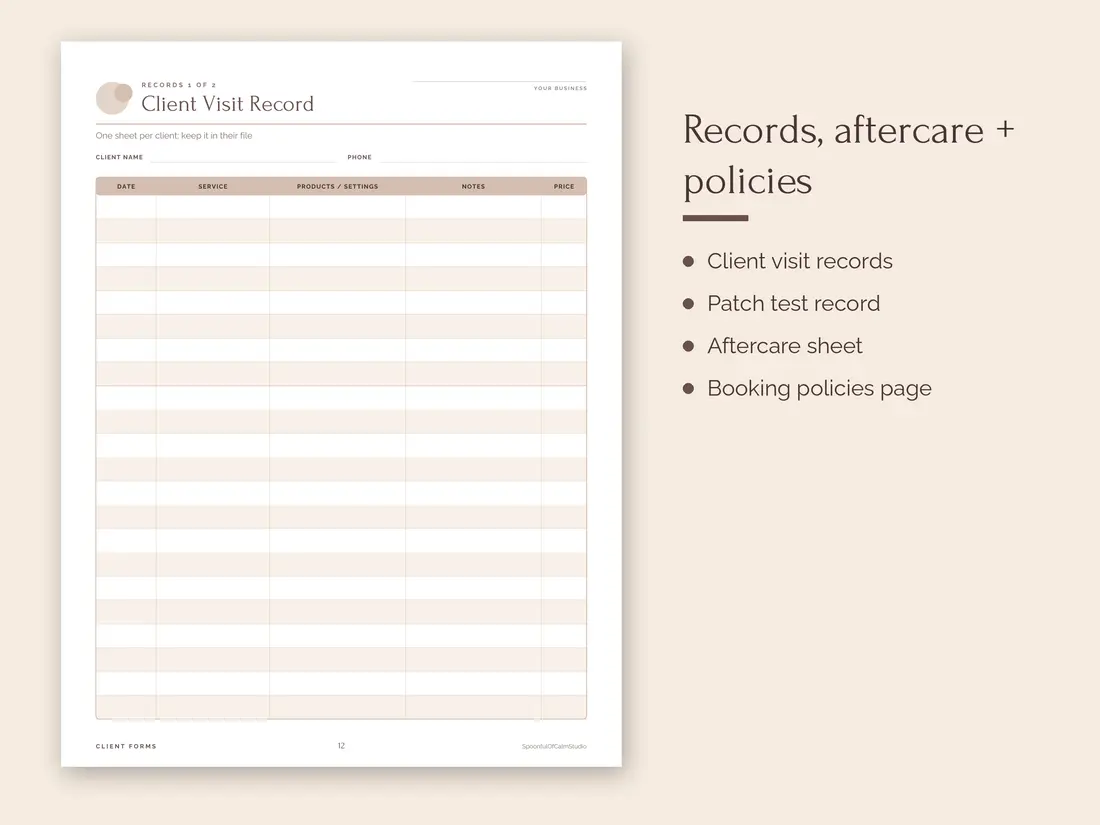 RECORDS 1 OF 2
Client Visit Record
YOUR BUSINESS
One sheet per client; keep it in their file
CLIENT NAME
PHONE
DATE SERVICE PRODUCTS / SETTINGS NOTES PRICE
CLIENT FORMS 12 SpoonfulOfCalmStudio
Records, aftercare +
policies
Client visit records
Patch test record
Aftercare sheet
Booking policies page